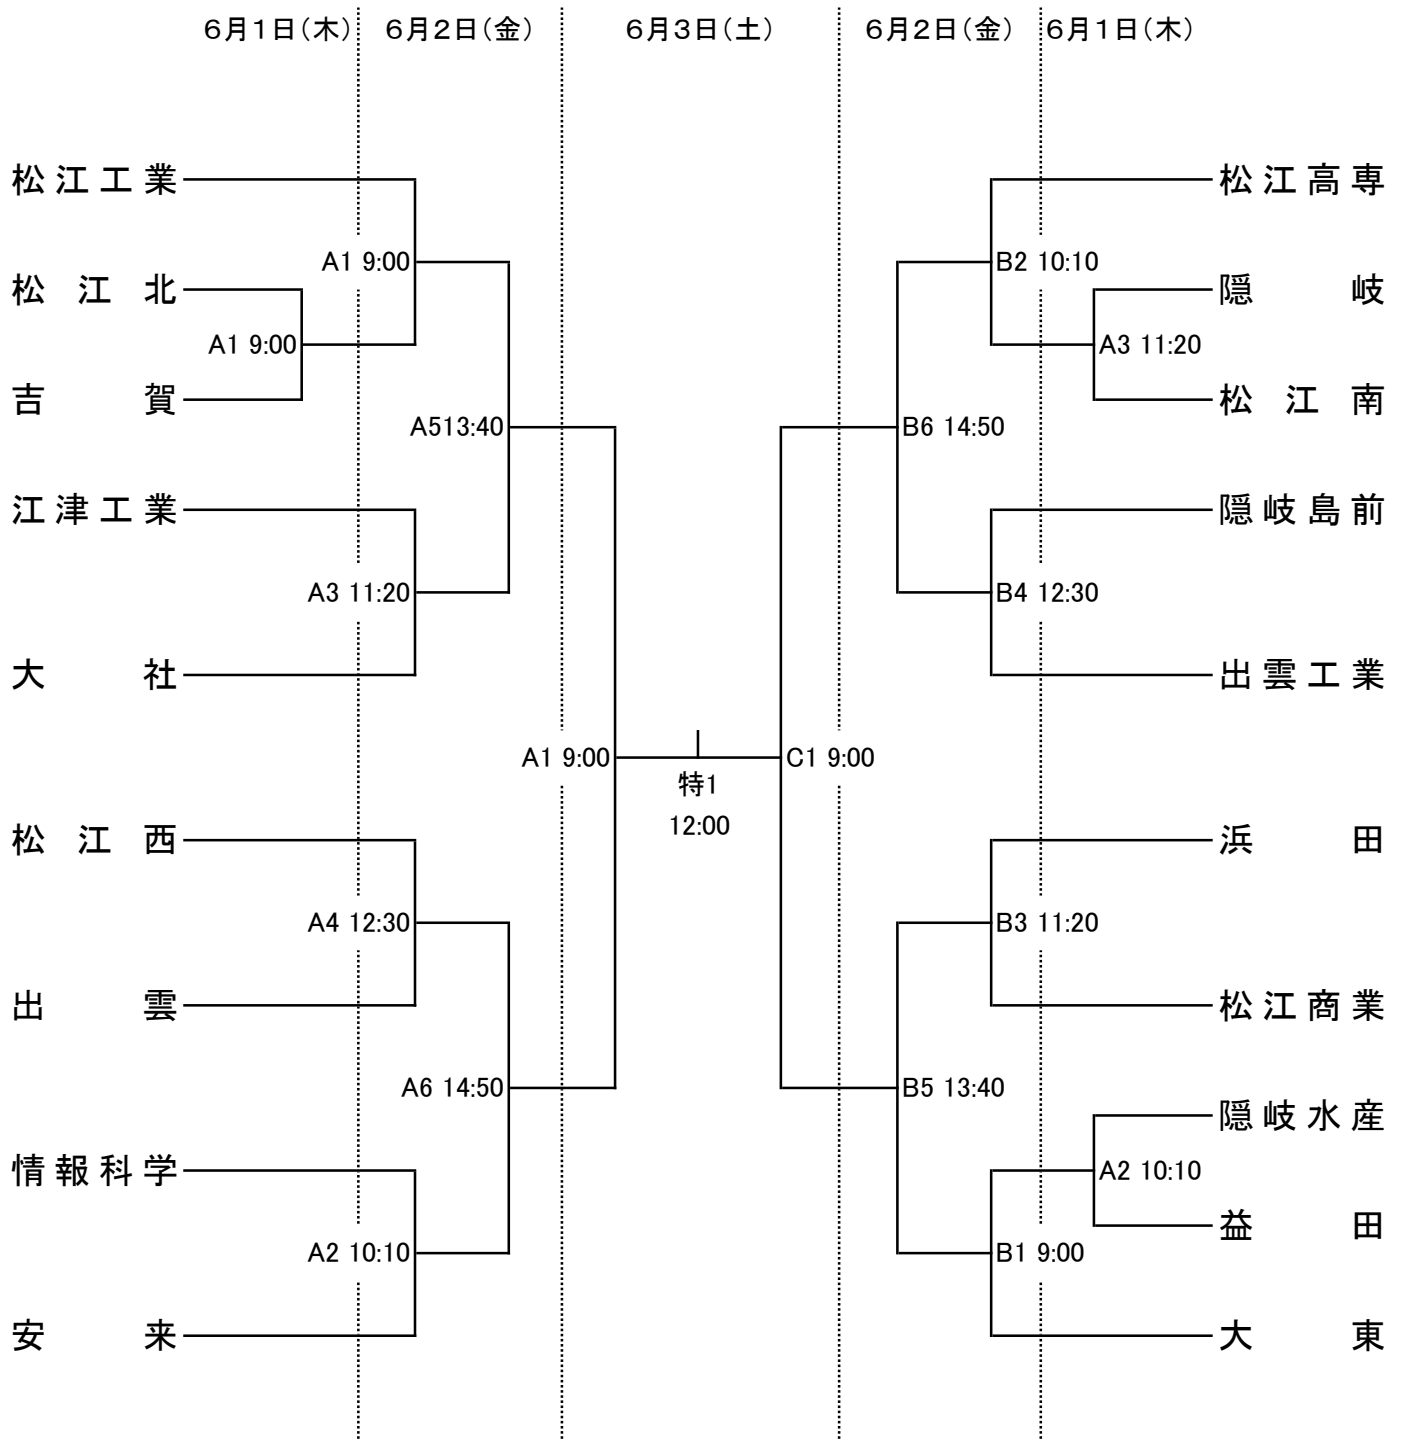 6月1日(木) 6月2日(金) 6月3日(土) 6月2日(金) 6月1日(木)
松江工業 松江高専
A1 9:00 B2 10:10
松江北 隠岐
A1 9:00 A3 11:20
吉賀 松江南
A513:40 B6 14:50
江津工業 隠岐島前
A3 11:20 B4 12:30
大社 出雲工業
A1 9:00 C1 9:00
特1
12:00
松江西 浜田
A4 12:30 B3 11:20
出雲 松江商業
A6 14:50 B5 13:40
隠岐水産
情報科学 A2 10:10
益田
A2 10:10 B1 9:00
安来 大東